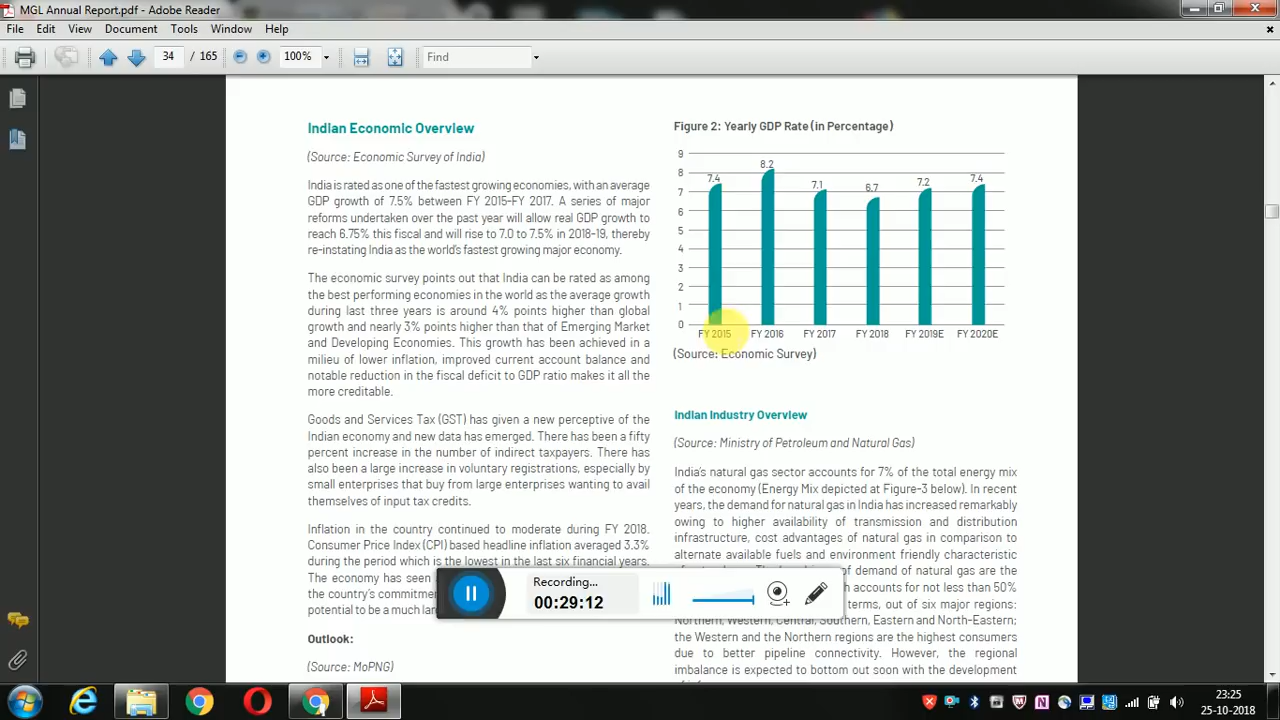 MGL Annual Report.pdf - Adobe Reader
File Edit View Document Tools Window Help
34 / 165 100% Find
Indian Economic Overview
(Source: Economic Survey of India)
India is rated as one of the fastest growing economies, with an average
GDP growth of 7.5% between FY 2015-FY 2017. A series of major
reforms undertaken over the past year will allow real GDP growth to
reach 6.75% this fiscal and will rise to 7.0 to 7.5% in 2018-19, thereby
re-instating India as the world's fastest growing major economy.
The economic survey points out that India can be rated as among
the best performing economies in the world as the average growth
during last three years is around 4% points higher than global
growth and nearly 3% points higher than that of Emerging Market
and Developing Economies. This growth has been achieved in a
milieu of lower inflation, improved current account balance and
notable reduction in the fiscal deficit to GDP ratio makes it all the
more creditable.
Goods and Services Tax (GST) has given a new perceptive of the
Indian economy and new data has emerged. There has been a fifty
percent increase in the number of indirect taxpayers. There has
also been a large increase in voluntary registrations, especially by
small enterprises that buy from large enterprises wanting to avail
themselves of input tax credits.
Inflation in the country continued to moderate during FY 2018.
Consumer Price Index (CPI) based headline inflation averaged 3.3%
during the period which is the lowest in the last six financial years.
The economy has seen
the country's commitm
potential to be a much la
Outlook:
(Source: MoPNG)
Figure 2: Yearly GDP Rate (in Percentage)
9
8
7
6
5
4
3
2
1
0
7.4 8.2 7.1 6.7 7.2 7.4
FY 2015 FY 2016 FY 2017 FY 2018 FY 2019E FY 2020E
(Source: Economic Survey)
Indian Industry Overview
(Source: Ministry of Petroleum and Natural Gas)
India's natural gas sector accounts for 7% of the total energy mix
of the economy (Energy Mix depicted at Figure-3 below). In recent
years, the demand for natural gas in India has increased remarkably
owing to higher availability of transmission and distribution
infrastructure, cost advantages of natural gas in comparison to
alternate available fuels and environment friendly characteristic
of demand of natural gas are the
h accounts for not less than 50%
terms, out of six major regions:
Northern, Western, Central, Southern, Eastern and North-Eastern;
the Western and the Northern regions are the highest consumers
due to better pipeline connectivity. However, the regional
imbalance is expected to bottom out soon with the development
Recording...
00:29:12
23:25
25-10-2018